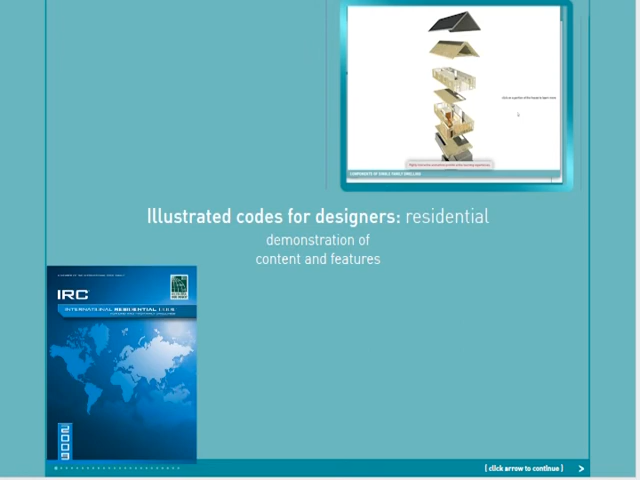 COMPONENTS OF SINGLE FAMILY DWELLING
Illustrated codes for designers: residential
demonstration of
content and features
IRC
INTERNATIONAL RESIDENTIAL CODE
2009
( click arrow to continue ) >